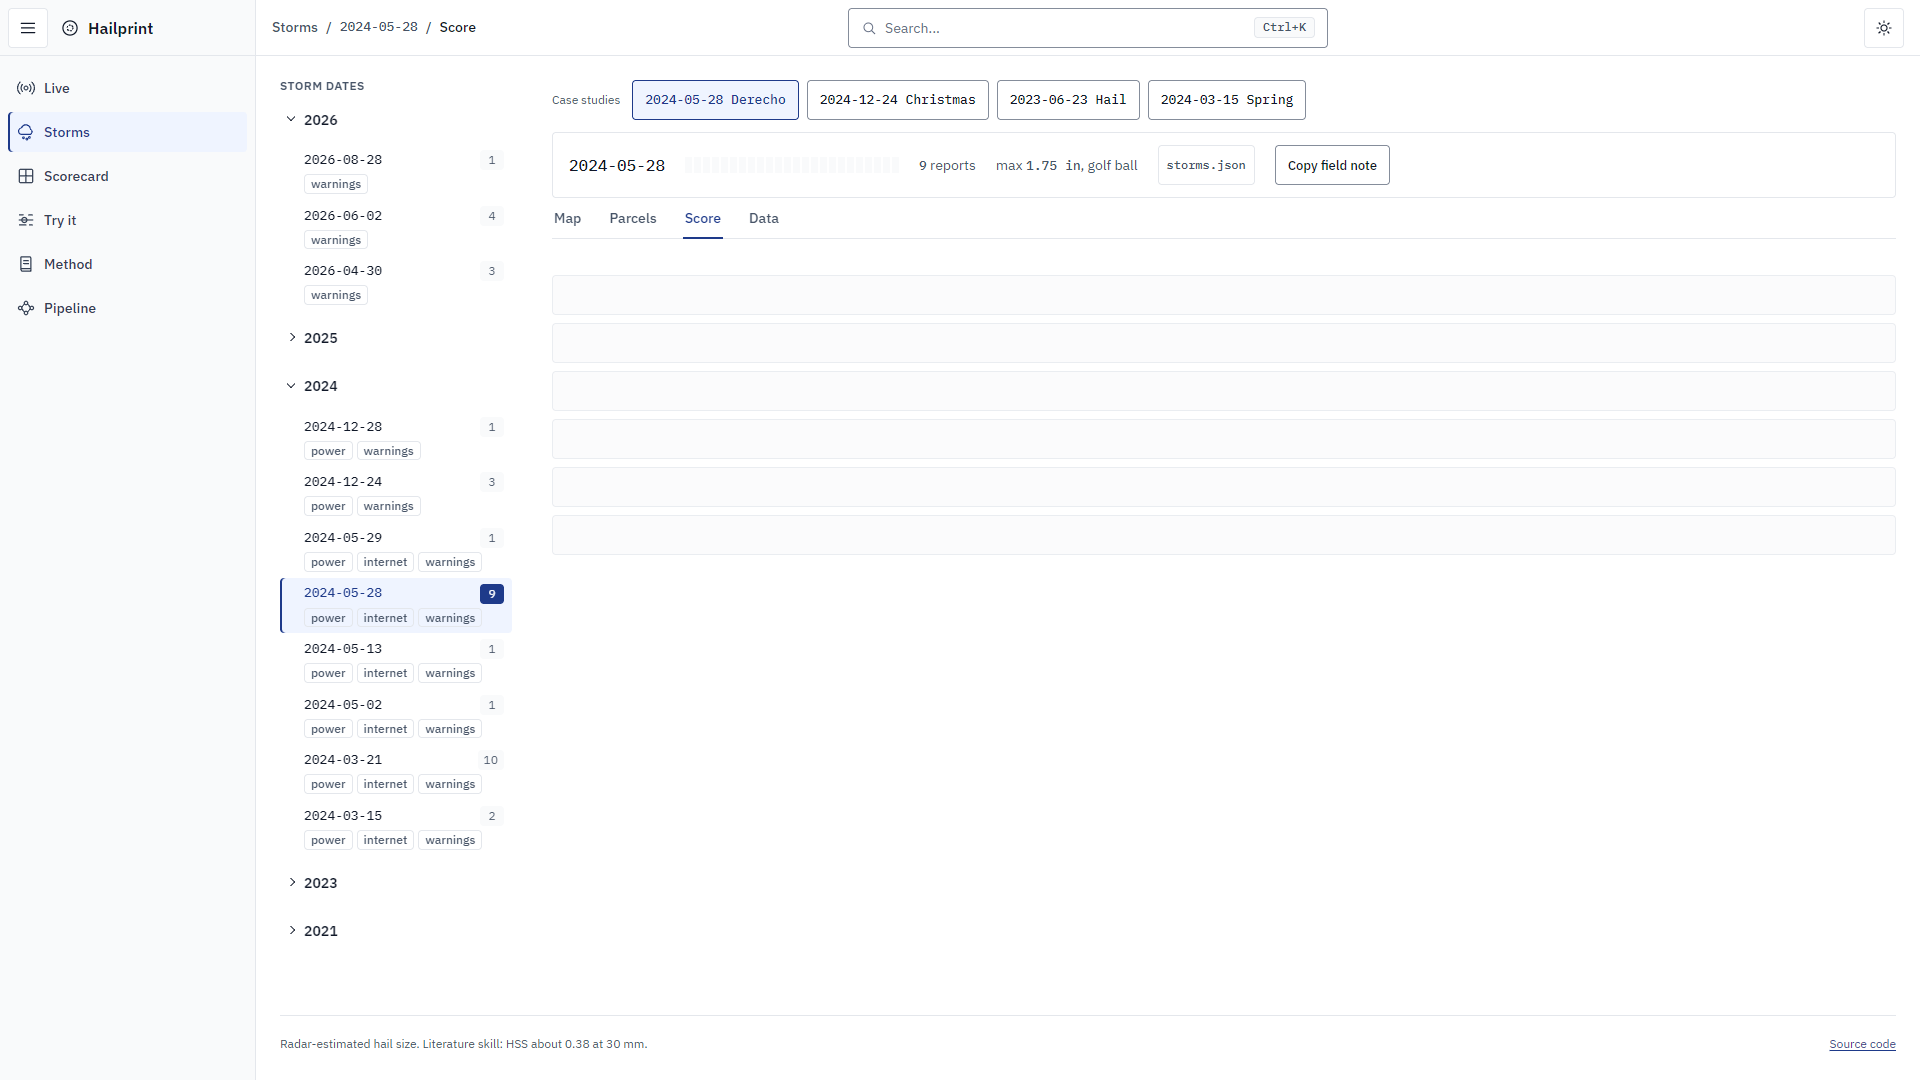 Hailprint
Storms / 2024-05-28 / Score
Search...
Ctrl+K
Live
Storms
Scorecard
Try it
Method
Pipeline
STORM DATES
2026
2026-08-28 1
warnings
2026-06-02 4
warnings
2026-04-30 3
warnings
2025
2024
2024-12-28 1
power warnings
2024-12-24 3
power warnings
2024-05-29 1
power internet warnings
2024-05-28 9
power internet warnings
2024-05-13 1
power internet warnings
2024-05-02 1
power internet warnings
2024-03-21 10
power internet warnings
2024-03-15 2
power internet warnings
2023
2021
Case studies 2024-05-28 Derecho 2024-12-24 Christmas 2023-06-23 Hail 2024-03-15 Spring
2024-05-28 9 reports max 1.75 in, golf ball storms.json Copy field note
Map Parcels Score Data
Radar-estimated hail size. Literature skill: HSS about 0.38 at 30 mm.
Source code